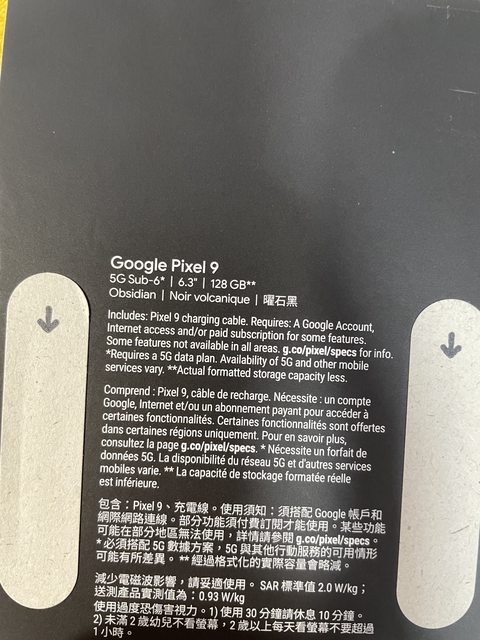 Google Pixel 9
5G Sub-6* | 6.3" | 128 GB**
Obsidian | Noir volcanique | 曜石黑
Includes: Pixel 9 charging cable. Requires: A Google Account,
Internet access and/or paid subscription for some features.
Some features not available in all areas. g.co/pixel/specs for info.
*Requires a 5G data plan. Availability of 5G and other mobile
services vary. **Actual formatted storage capacity less.
Comprend : Pixel 9, câble de recharge. Nécessite : un compte
Google, Internet et/ou un abonnement payant pour accéder à
certaines fonctionnalités. Certaines fonctionnalités sont offertes
dans certaines régions uniquement. Pour en savoir plus,
consultez la page g.co/pixel/specs. * Nécessite un forfait de
données 5G. La disponibilité du réseau 5G et d'autres services
mobiles varie. ** La capacité de stockage formatée réelle
est inférieure.
包含：Pixel 9、充電線。使用須知：須搭配 Google 帳戶和
網際網路連線。部分功能須付費訂閱才能使用。某些功能
可能在部分地區無法使用，詳情請參閱 g.co/pixel/specs。
* 必須搭配 5G 數據方案，5G 與其他行動服務的可用情形
可能有所差異。 ** 經過格式化的實際容量會略減。
減少電磁波影響，請妥適使用。 SAR 標準值 2.0 W/kg；
送測產品實測值為：0.93 W/kg
使用過度恐傷害視力。1) 使用 30 分鐘請休息 10 分鐘。
2) 未滿 2 歲幼兒不看螢幕，2 歲以上每天看螢幕不要超過
1 小時。